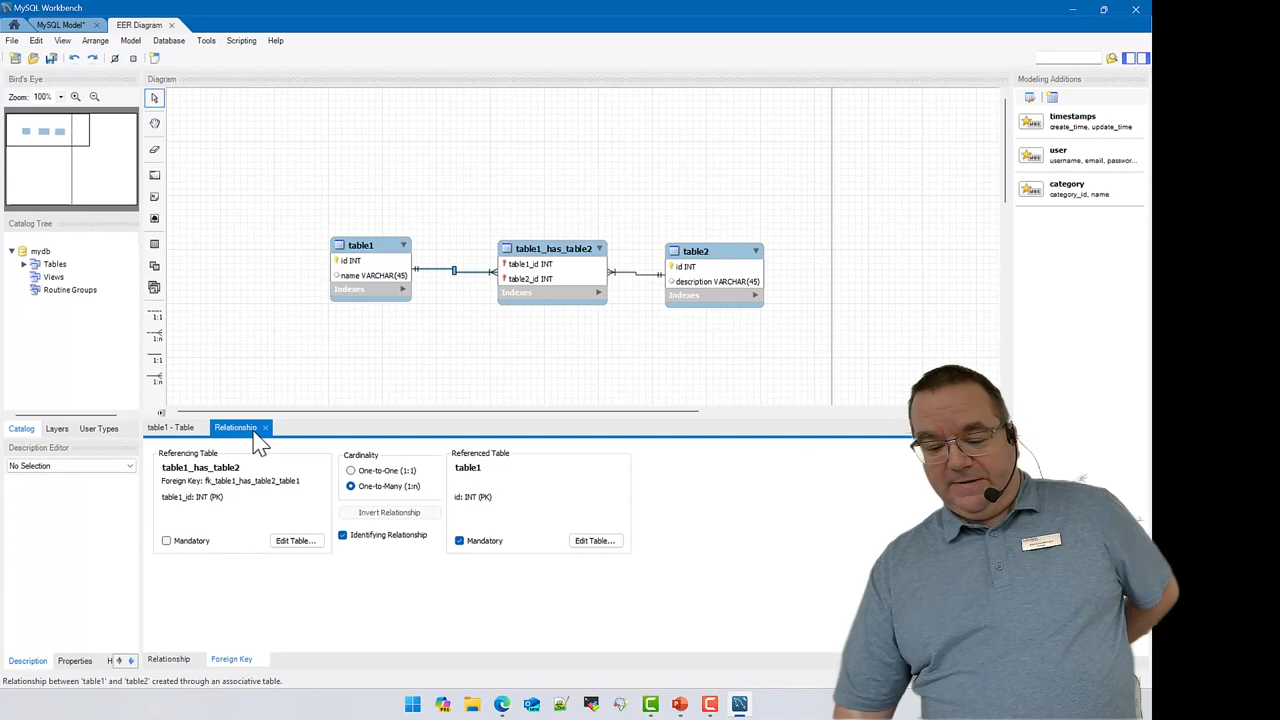 MySQL Workbench
MySQL Model*
EER Diagram
File Edit View Arrange Model Database Tools Scripting Help
Bird's Eye
Diagram
Modeling Additions
Zoom: 100%
timestamps
create_time, update_time
user
username, email, passwor...
category
category_id, name
Catalog Tree
mydb
Tables
Views
Routine Groups
table1
id INT
name VARCHAR(45)
Indexes
table1_has_table2
table1_id INT
table2_id INT
Indexes
table2
id INT
description VARCHAR(45)
Indexes
1:1
1:n
1:1
1:n
Catalog Layers User Types
table1 - Table
Relationship
Description Editor
No Selection
Referencing Table
table1_has_table2
Foreign Key: fk_table1_has_table2_table1
table1_id: INT (PK)
Mandatory
Edit Table...
Cardinality
One-to-One (1:1)
One-to-Many (1:n)
Invert Relationship
Identifying Relationship
Referenced Table
table1
id: INT (PK)
Mandatory
Edit Table...
Description Properties H
Relationship Foreign Key
Relationship between 'table1' and 'table2' created through an associative table.